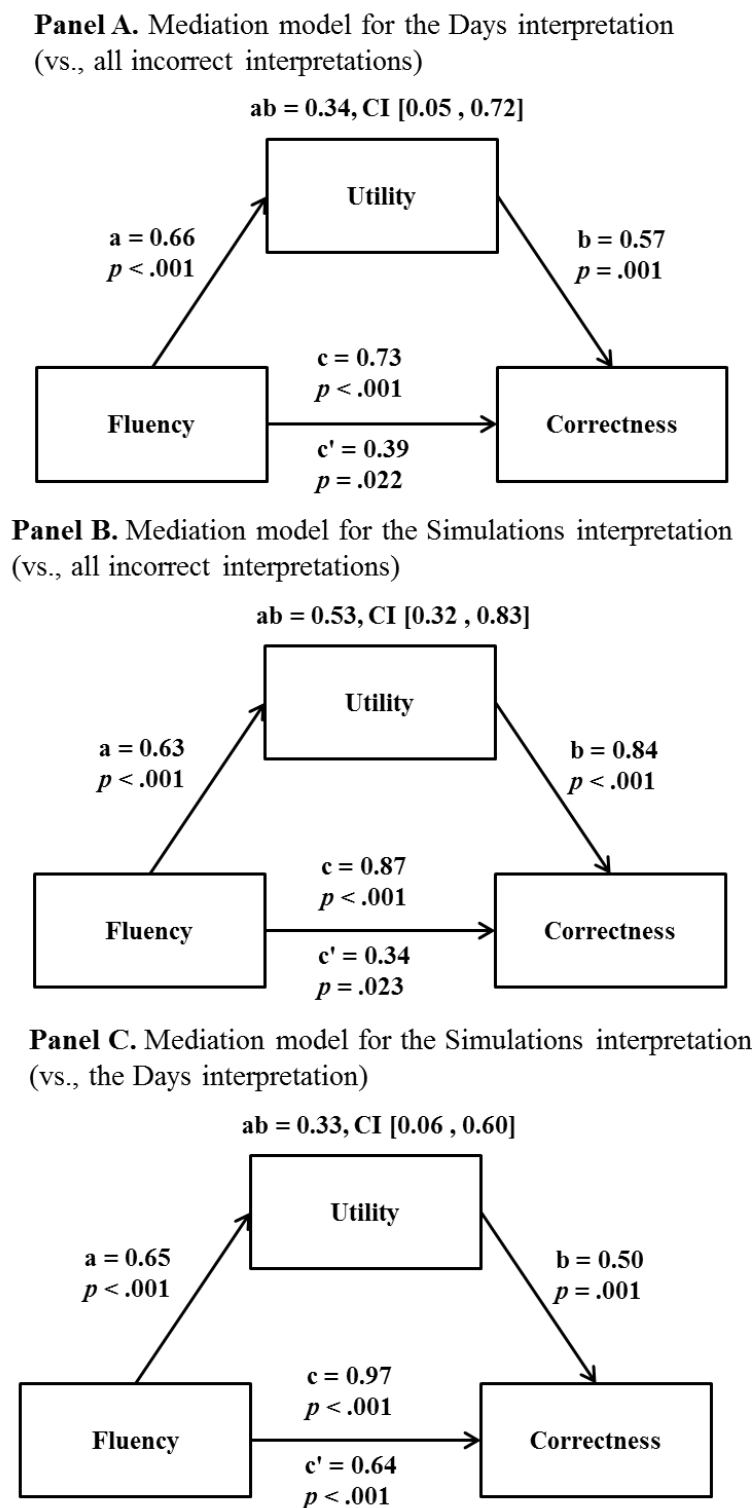 Panel A. Mediation model for the Days interpretation
(vs., all incorrect interpretations)
ab = 0.34, CI [0.05 , 0.72]
Utility
a = 0.66
p < .001
b = 0.57
p = .001
c = 0.73
p < .001
Fluency
Correctness
c' = 0.39
p = .022
Panel B. Mediation model for the Simulations interpretation
(vs., all incorrect interpretations)
ab = 0.53, CI [0.32 , 0.83]
Utility
a = 0.63
p < .001
b = 0.84
p < .001
c = 0.87
p < .001
Fluency
Correctness
c' = 0.34
p = .023
Panel C. Mediation model for the Simulations interpretation
(vs., the Days interpretation)
ab = 0.33, CI [0.06 , 0.60]
Utility
a = 0.65
p < .001
b = 0.50
p = .001
c = 0.97
p < .001
Fluency
Correctness
c' = 0.64
p < .001